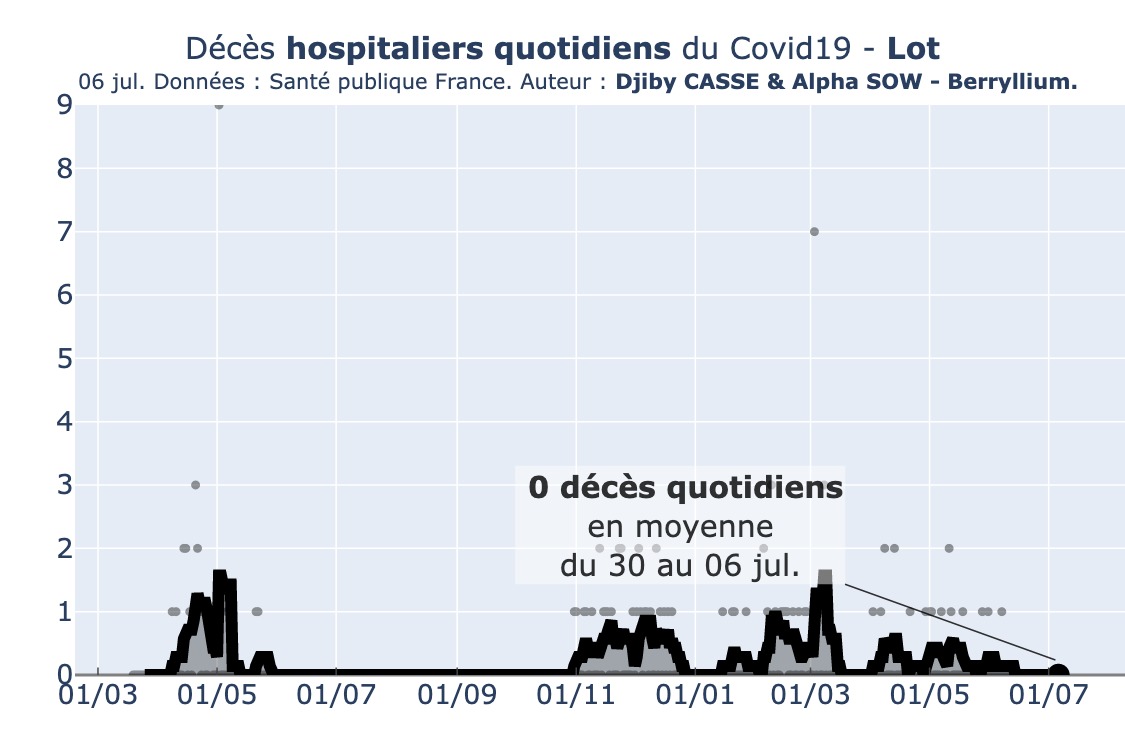 Décès hospitaliers quotidiens du Covid19 - Lot
06 jul. Données : Santé publique France. Auteur : Djiby CASSE & Alpha SOW - Berryllium.
9
8
7
6
5
4
3
2
1
0
0 décès quotidiens
en moyenne
du 30 au 06 jul.
01/03 01/05 01/07 01/09 01/11 01/01 01/03 01/05 01/07